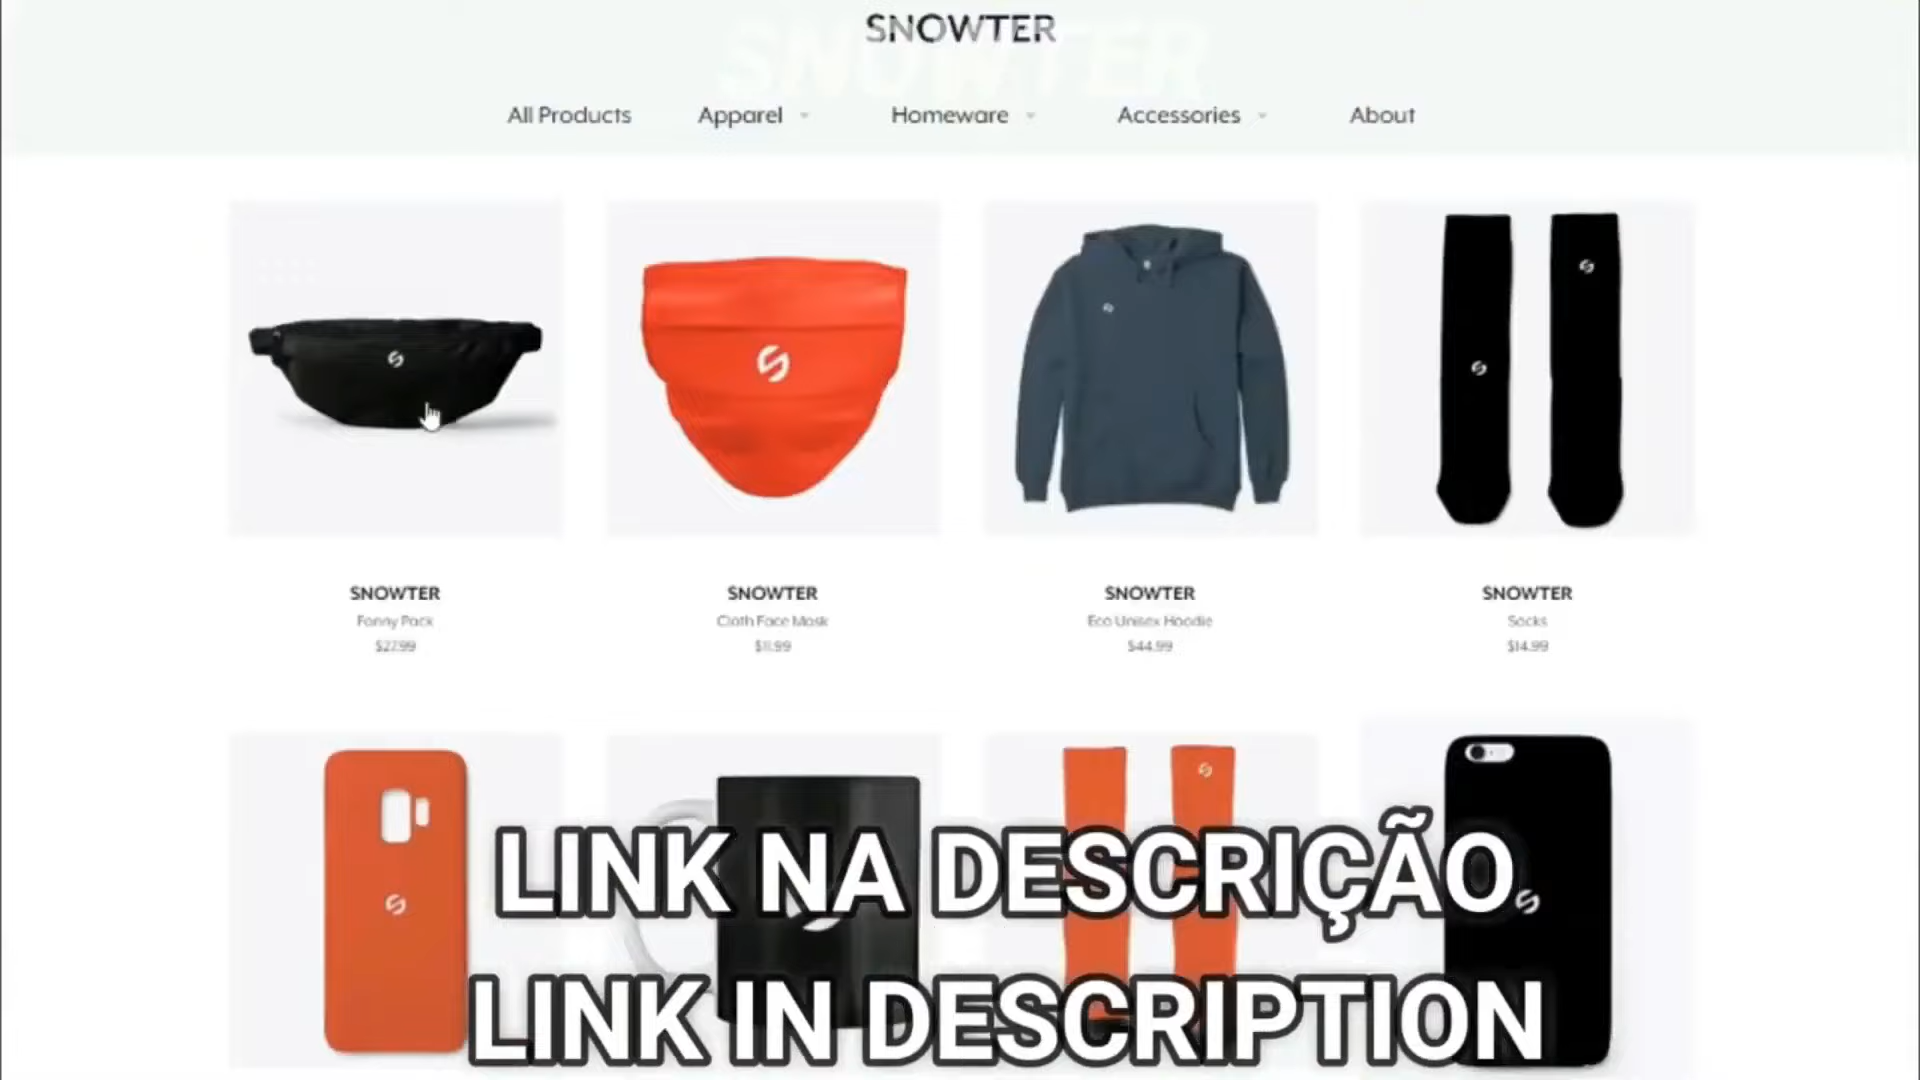 SNOWTER
All Products Apparel Homeware Accessories About
SNOWTER SNOWTER SNOWTER SNOWTER
Fanny Pack Cloth Face Mask Eco Unisex Hoodie Socks
$27.99 $11.99 $44.99 $14.99
LINK NA DESCRIÇÃO
LINK IN DESCRIPTION